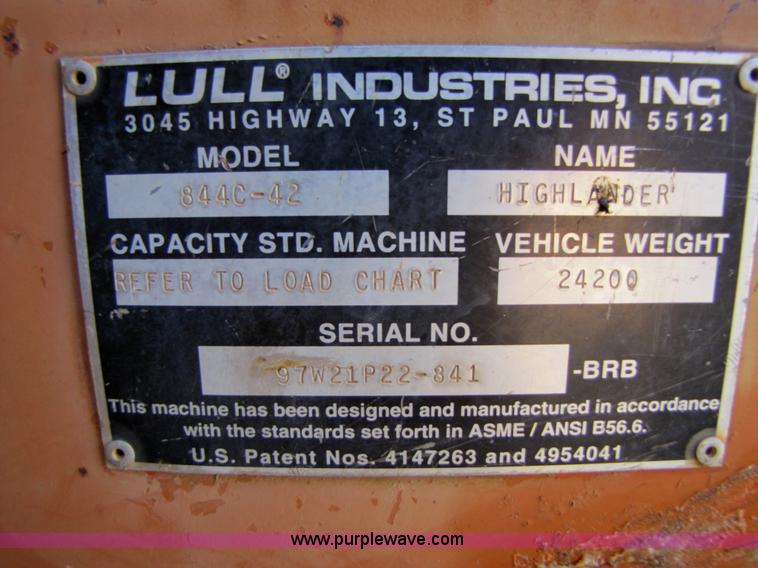 LULL® INDUSTRIES, INC
3045 HIGHWAY 13, ST PAUL MN 55121
MODEL NAME
844C-42 HIGHLANDER
CAPACITY STD. MACHINE VEHICLE WEIGHT
REFER TO LOAD CHART 24200
SERIAL NO.
97W21P22-841 -BRB
This machine has been designed and manufactured in accordance
with the standards set forth in ASME / ANSI B56.6.
U.S. Patent Nos. 4147263 and 4954041
www.purplewave.com